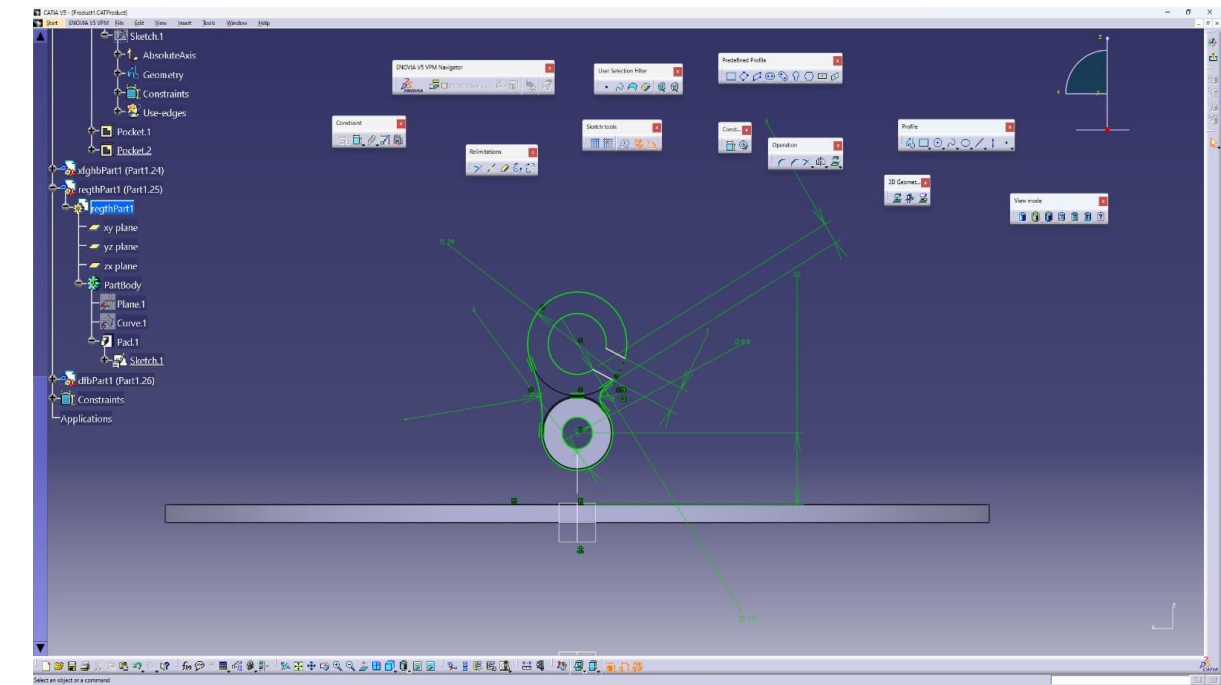 CATIA V5 - [Product1.CATProduct]
Start ENOVIA V5 VPM File Edit View Insert Tools Window Help
Sketch.1
AbsoluteAxis
Geometry
Constraints
Use-edges
Pocket.1
Pocket.2
xfghbPart1 (Part1.24)
regthPart1 (Part1.25)
regthPart1
xy plane
yz plane
zx plane
PartBody
Plane.1
Curve.1
Pad.1
Sketch.1
dlbPart1 (Part1.26)
Constraints
Applications
ENOVIA V5 VPM Navigator
User Selection Filter
Predefined Profile
Constraint
Sketch tools
Const...
Profile
Relimitations
Operation
3D Geomet...
View mode
D 29
D 8.8
z
x
Select an object or a command